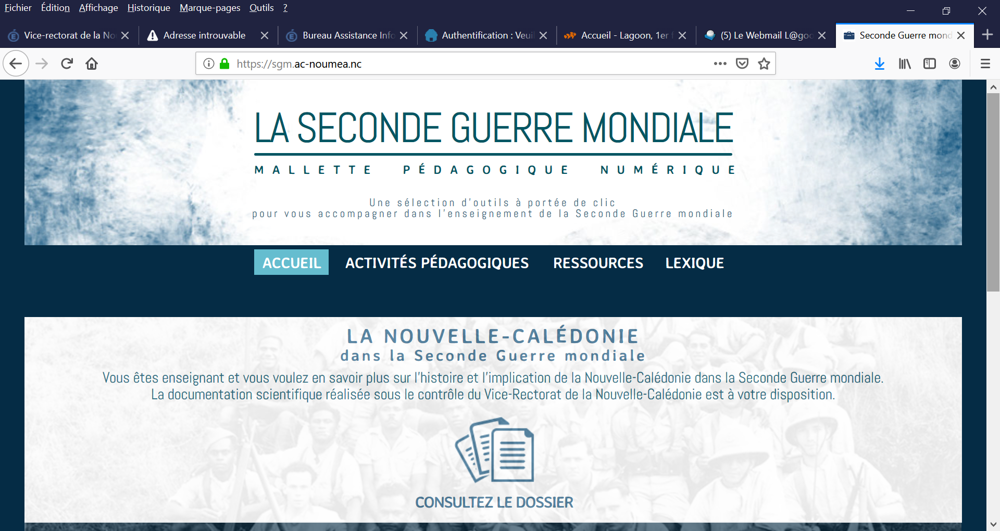 Fichier Édition Affichage Historique Marque-pages Outils ?
Vice-rectorat de la No
Adresse introuvable
Bureau Assistance Info
Authentification : Veuil
Accueil - Lagoon, 1er f
(5) Le Webmail L@goo
Seconde Guerre mond
https://sgm.ac-noumea.nc
LA SECONDE GUERRE MONDIALE
MALLETTE PÉDAGOGIQUE NUMÉRIQUE
Une sélection d'outils à portée de clic
pour vous accompagner dans l'enseignement de la Seconde Guerre mondiale
ACCUEIL ACTIVITÉS PÉDAGOGIQUES RESSOURCES LEXIQUE
LA NOUVELLE-CALÉDONIE
dans la Seconde Guerre mondiale
Vous êtes enseignant et vous voulez en savoir plus sur l'histoire et l'implication de la Nouvelle-Calédonie dans la Seconde Guerre mondiale.
La documentation scientifique réalisée sous le contrôle du Vice-Rectorat de la Nouvelle-Calédonie est à votre disposition.
CONSULTEZ LE DOSSIER